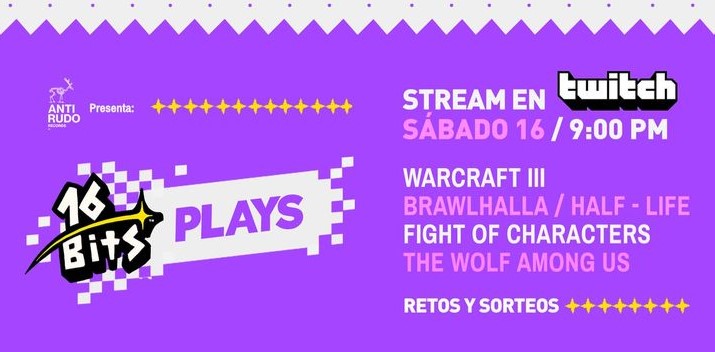 ANTI
RUDO
RECORDS
Presenta:
16
Bits
PLAYS
STREAM EN twitch
SÁBADO 16 / 9:00 PM
WARCRAFT III
BRAWLHALLA / HALF - LIFE
FIGHT OF CHARACTERS
THE WOLF AMONG US
RETOS Y SORTEOS